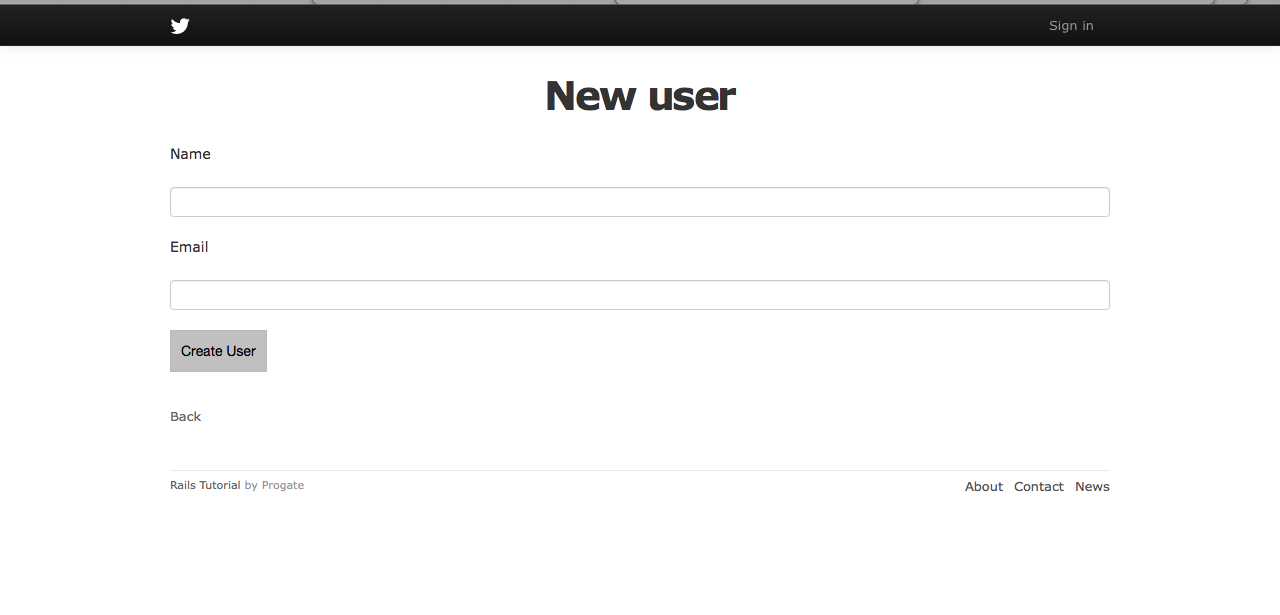 Sign in
New user
Name
Email
Create User
Back
Rails Tutorial by Progate
About Contact News